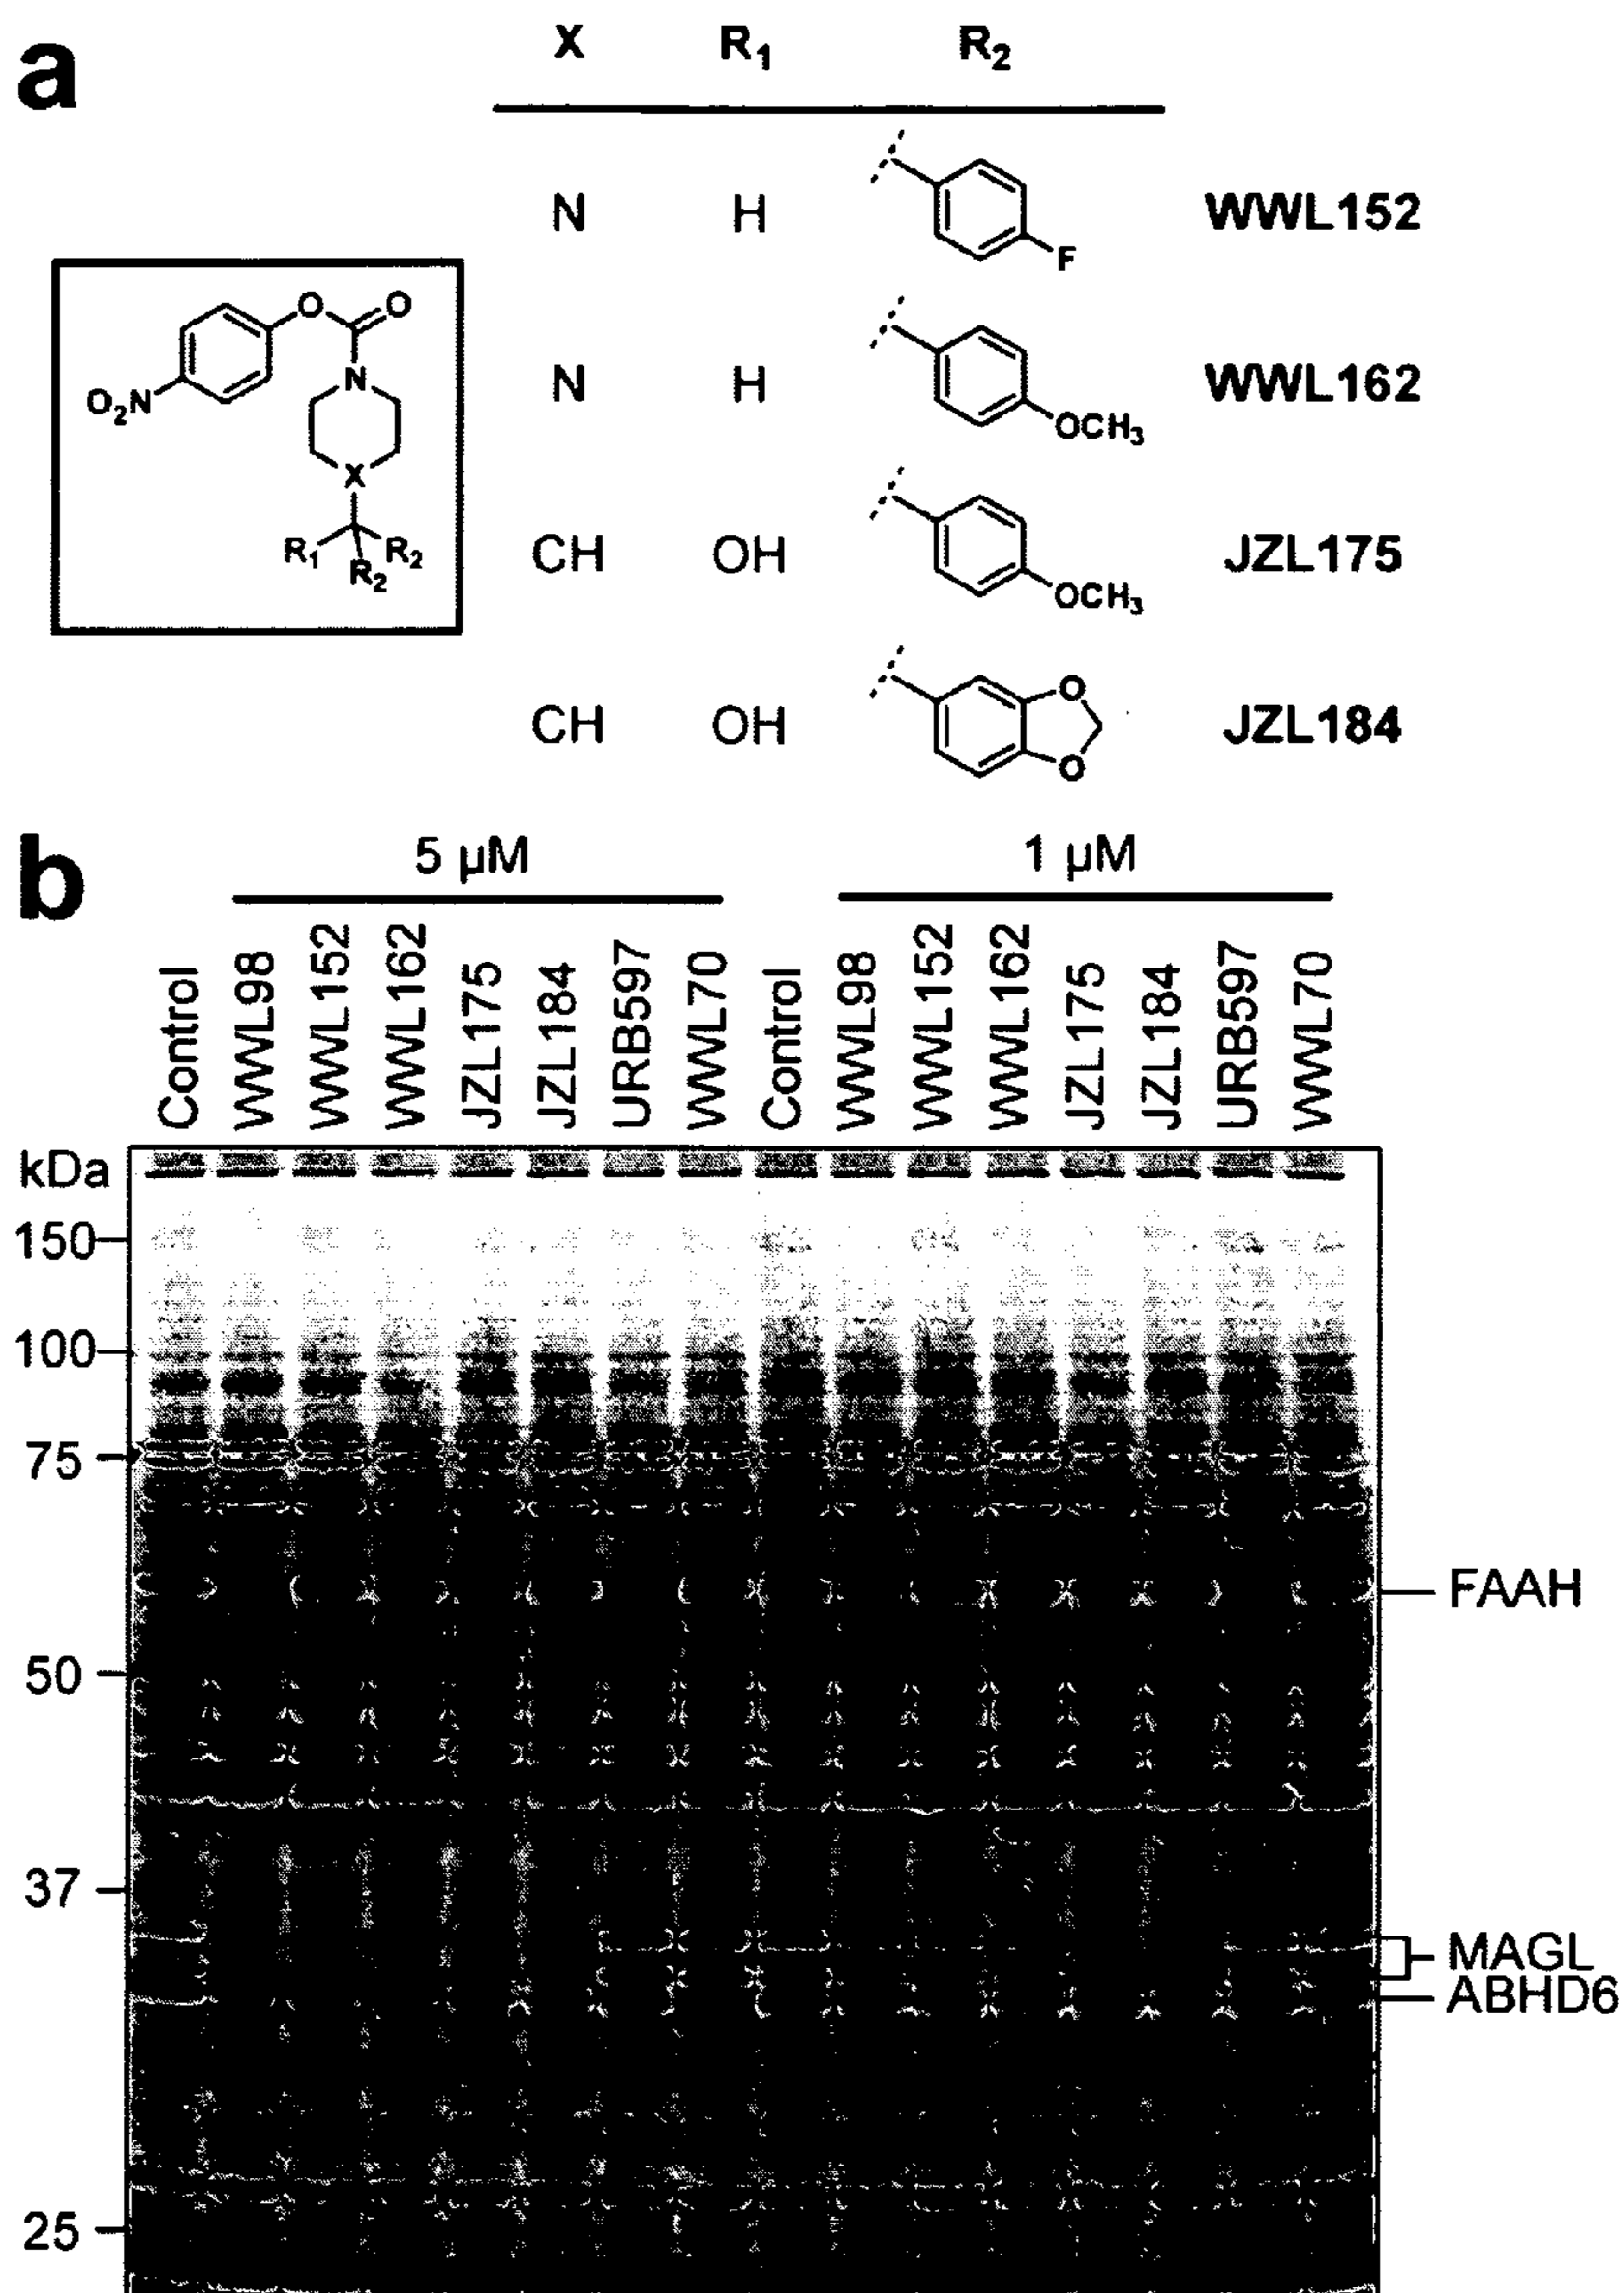 a
X R₁ R₂
N H F WWL152
O O
N
O₂N
X
R₁ R₂ R₂
N H OCH₃ WWL162
CH OH OCH₃ JZL175
CH OH O O JZL184
b
5 µM 1 µM
Control WWL98 WWL152 WWL162 JZL175 JZL184 URB597 WWL70 Control WWL98 WWL152 WWL162 JZL175 JZL184 URB597 WWL70
kDa
150
100
75
FAAH
50
37
MAGL
ABHD6
25